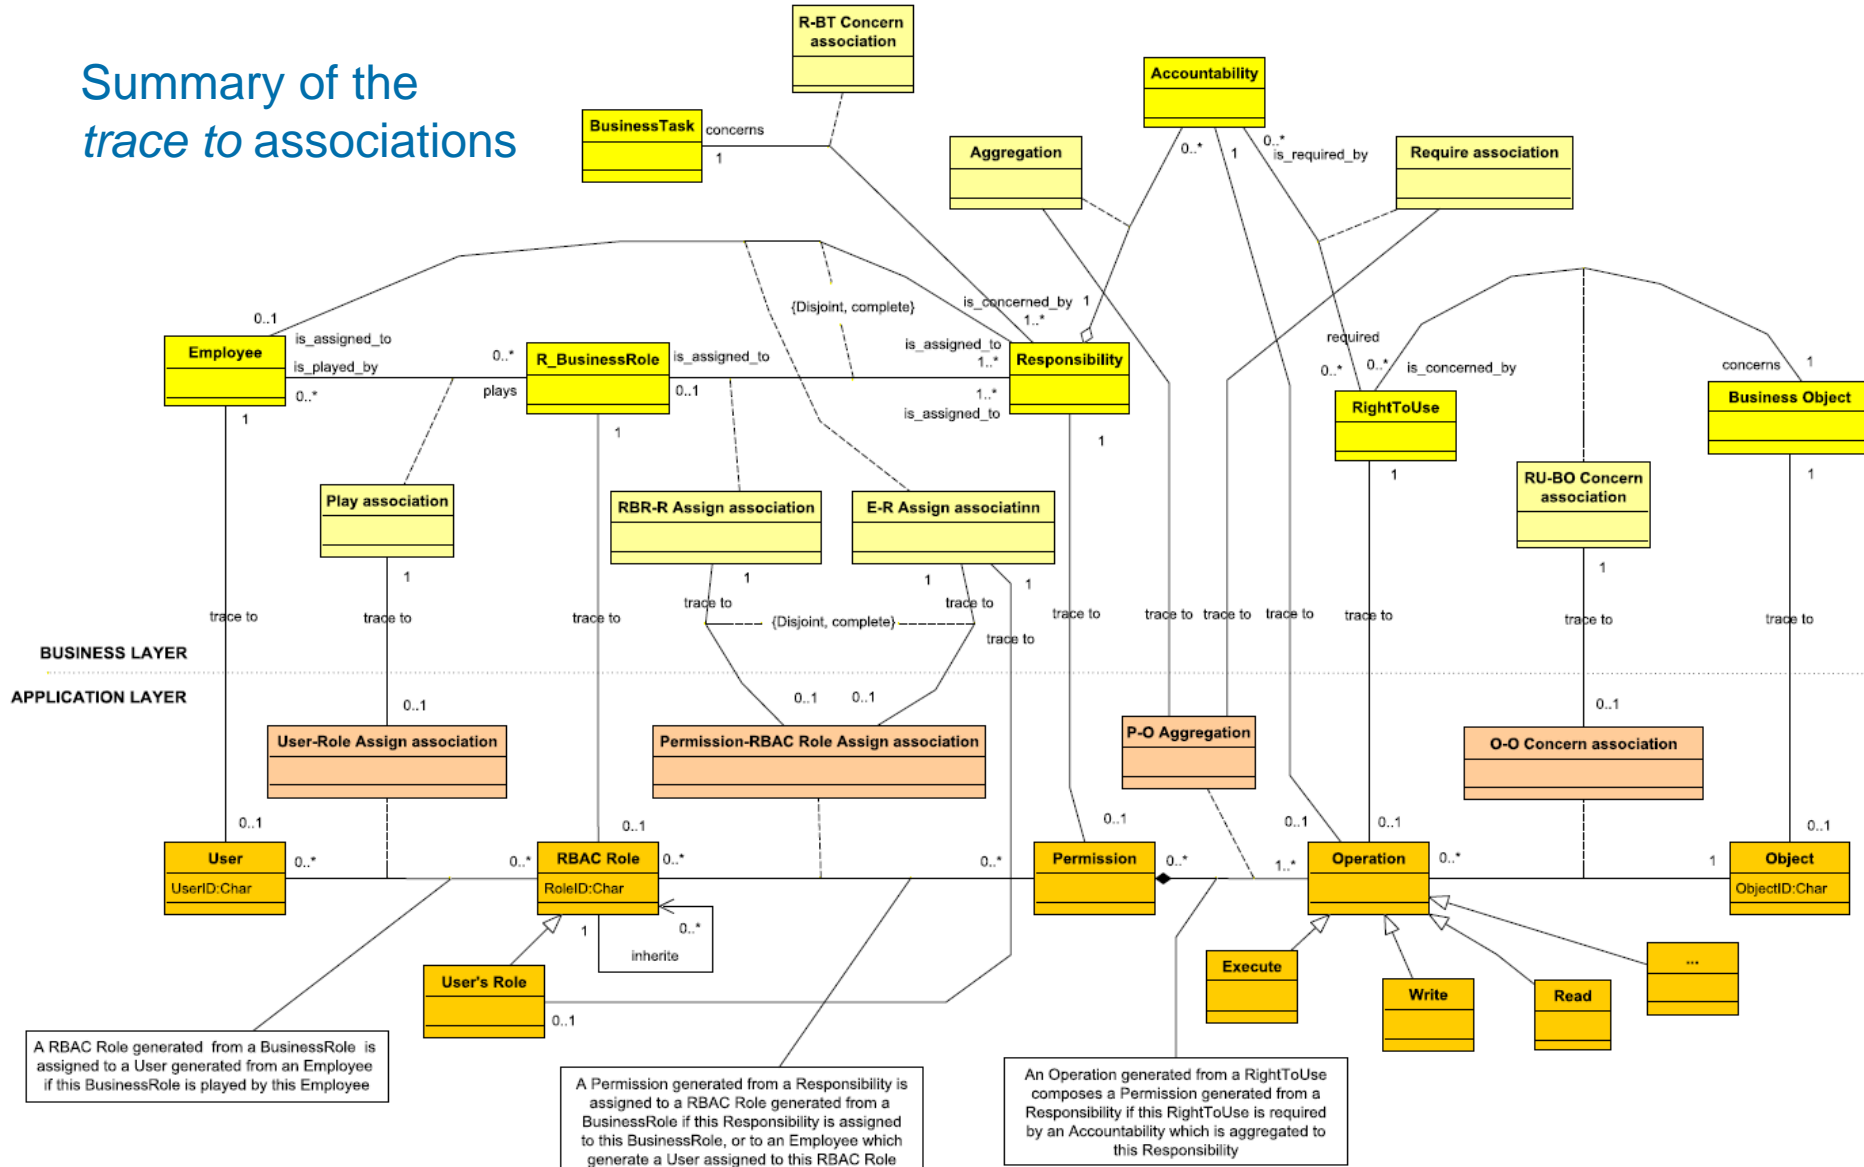 Summary of the
trace to associations
R-BT Concern
association
Accountability
BusinessTask
concerns
1
Aggregation
0..*
1
0..*
is_required_by
Require association
{Disjoint, complete}
is_concerned_by
1
1..*
0..1
Employee
is_assigned_to
is_played_by
0..*
0..*
plays
R_BusinessRole
is_assigned_to
0..1
is_assigned_to
1..*
1..*
is_assigned_to
Responsibility
required
0..*
0..*
is_concerned_by
concerns
1
RightToUse
Business Object
1
1
1
1
1
Play association
RBR-R Assign association
E-R Assign associatinn
RU-BO Concern
association
1
1
1
1
1
trace to
trace to
trace to
trace to
{Disjoint, complete}
trace to
trace to
trace to
trace to
trace to
trace to
trace to
trace to
trace to
BUSINESS LAYER
APPLICATION LAYER
0..1
0..1
0..1
0..1
User-Role Assign association
Permission-RBAC Role Assign association
P-O Aggregation
O-O Concern association
0..1
0..1
0..1
0..1
0..1
0..1
User
UserID:Char
0..*
0..*
RBAC Role
RoleID:Char
0..*
0..*
Permission
0..*
1..*
Operation
0..*
1
Object
ObjectID:Char
1
0..*
inherite
User's Role
0..1
Execute
Write
Read
...
A RBAC Role generated from a BusinessRole is
assigned to a User generated from an Employee
if this BusinessRole is played by this Employee
A Permission generated from a Responsibility is
assigned to a RBAC Role generated from a
BusinessRole if this Responsibility is assigned
to this BusinessRole, or to an Employee which
generate a User assigned to this RBAC Role
An Operation generated from a RightToUse
composes a Permission generated from a
Responsibility if this RightToUse is required
by an Accountability which is aggregated to
this Responsibility